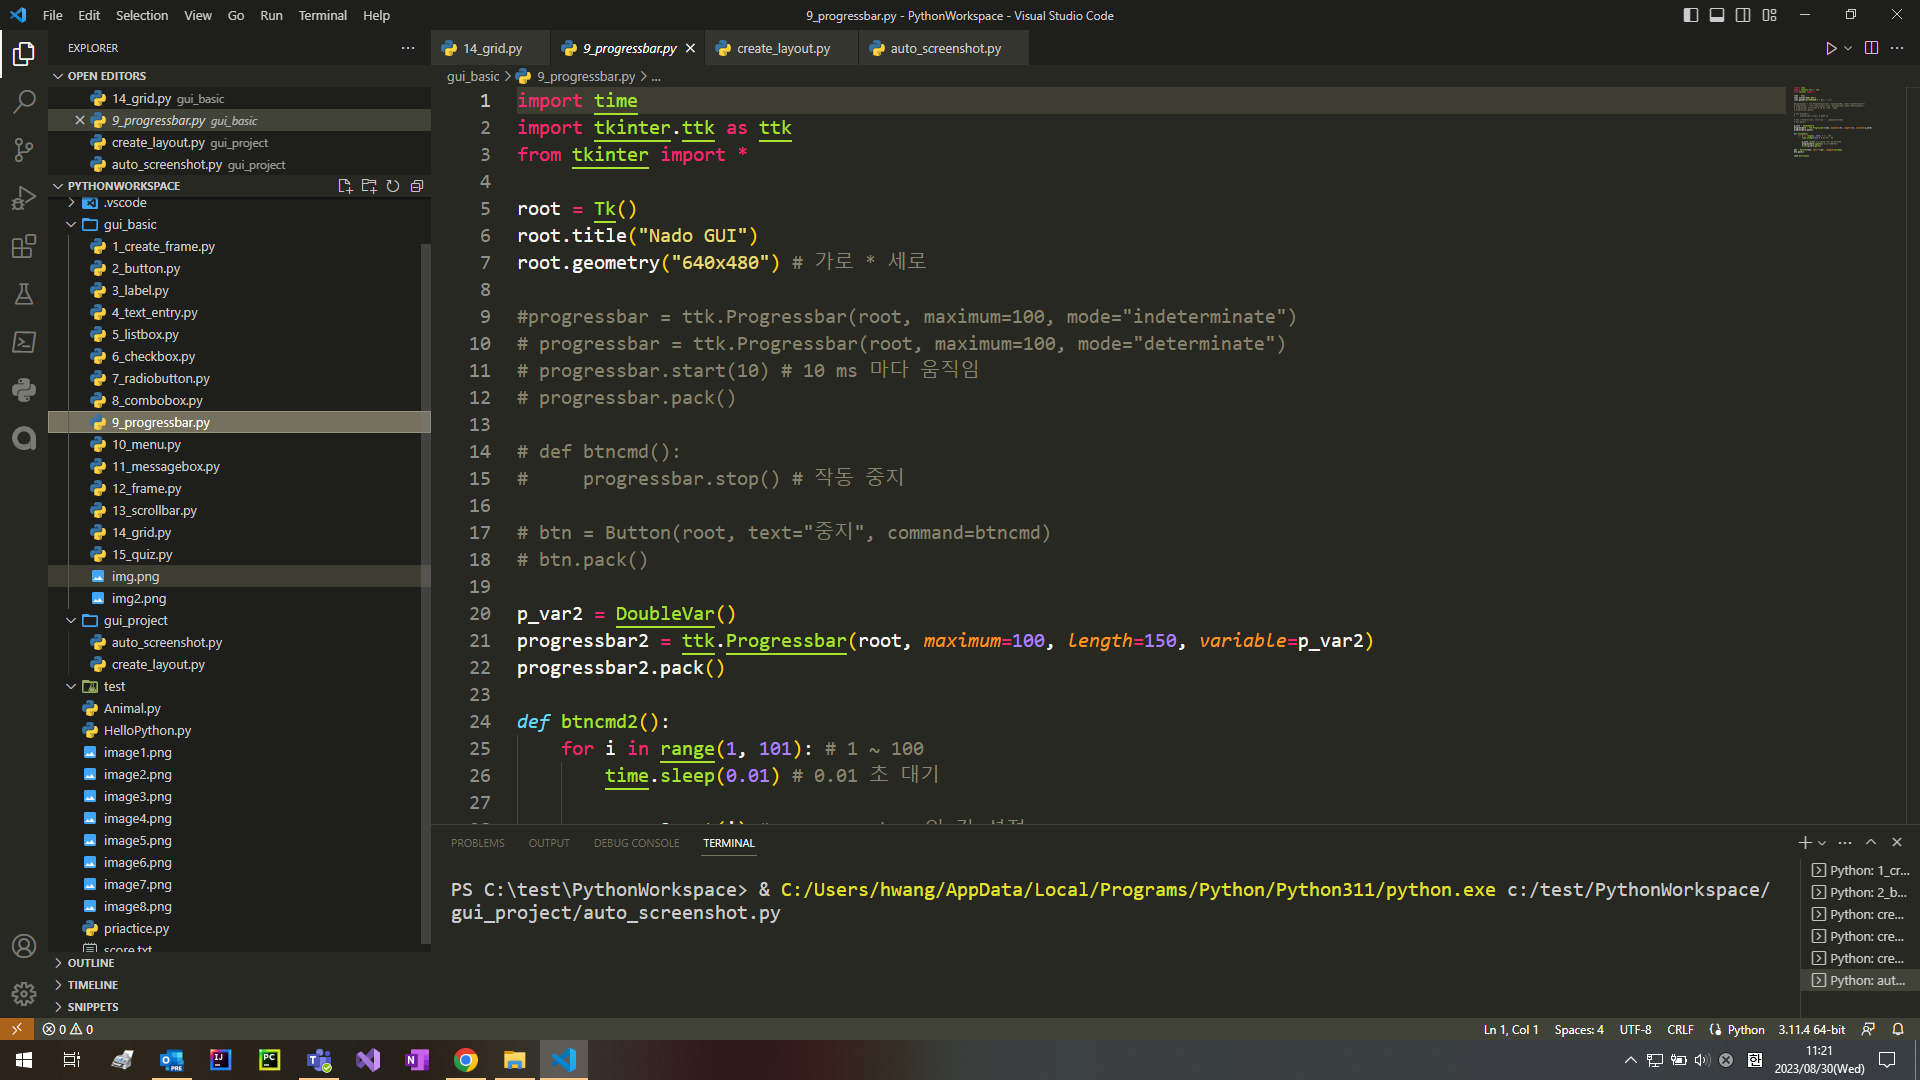 File Edit Selection View Go Run Terminal Help
9_progressbar.py - PythonWorkspace - Visual Studio Code
EXPLORER
OPEN EDITORS
14_grid.py gui_basic
9_progressbar.py gui_basic
create_layout.py gui_project
auto_screenshot.py gui_project
PYTHONWORKSPACE
.vscode
gui_basic
1_create_frame.py
2_button.py
3_label.py
4_text_entry.py
5_listbox.py
6_checkbox.py
7_radiobutton.py
8_combobox.py
9_progressbar.py
10_menu.py
11_messagebox.py
12_frame.py
13_scrollbar.py
14_grid.py
15_quiz.py
img.png
img2.png
gui_project
auto_screenshot.py
create_layout.py
test
Animal.py
HelloPython.py
image1.png
image2.png
image3.png
image4.png
image5.png
image6.png
image7.png
image8.png
priactice.py
score.txt
OUTLINE
TIMELINE
SNIPPETS
14_grid.py 9_progressbar.py create_layout.py auto_screenshot.py
gui_basic > 9_progressbar.py > ...
1 import time
2 import tkinter.ttk as ttk
3 from tkinter import *
4
5 root = Tk()
6 root.title("Nado GUI")
7 root.geometry("640x480") # 가로 * 세로
8
9 #progressbar = ttk.Progressbar(root, maximum=100, mode="indeterminate")
10 # progressbar = ttk.Progressbar(root, maximum=100, mode="determinate")
11 # progressbar.start(10) # 10 ms 마다 움직임
12 # progressbar.pack()
13
14 # def btncmd():
15 #     progressbar.stop() # 작동 중지
16
17 # btn = Button(root, text="중지", command=btncmd)
18 # btn.pack()
19
20 p_var2 = DoubleVar()
21 progressbar2 = ttk.Progressbar(root, maximum=100, length=150, variable=p_var2)
22 progressbar2.pack()
23
24 def btncmd2():
25     for i in range(1, 101): # 1 ~ 100
26         time.sleep(0.01) # 0.01 초 대기
27
PROBLEMS OUTPUT DEBUG CONSOLE TERMINAL
PS C:\test\PythonWorkspace> & C:/Users/hwang/AppData/Local/Programs/Python/Python311/python.exe c:/test/PythonWorkspace/
gui_project/auto_screenshot.py
Python: 1_cr...
Python: 2_b...
Python: cre...
Python: cre...
Python: cre...
Python: aut...
0 0
Ln 1, Col 1 Spaces: 4 UTF-8 CRLF Python 3.11.4 64-bit
11:21
2023/08/30(Wed)